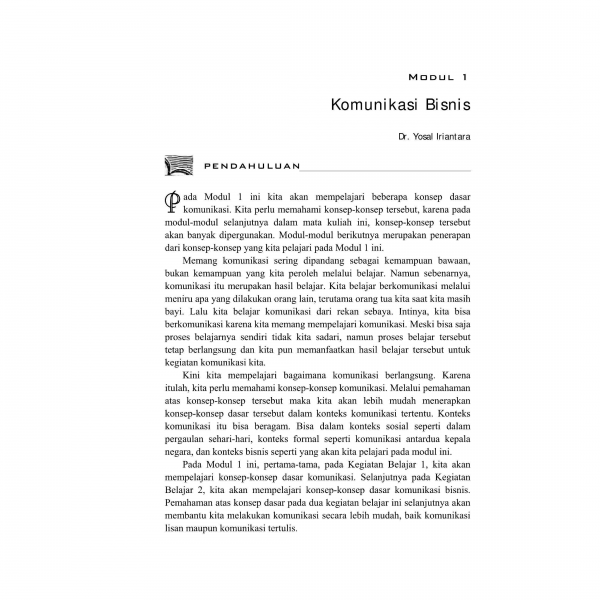 MODUL 1
Komunikasi Bisnis
Dr. Yosal Iriantara
PENDAHULUAN
Pada Modul 1 ini kita akan mempelajari beberapa konsep dasar
komunikasi. Kita perlu memahami konsep-konsep tersebut, karena pada
modul-modul selanjutnya dalam mata kuliah ini, konsep-konsep tersebut
akan banyak dipergunakan. Modul-modul berikutnya merupakan penerapan
dari konsep-konsep yang kita pelajari pada Modul 1 ini.
Memang komunikasi sering dipandang sebagai kemampuan bawaan,
bukan kemampuan yang kita peroleh melalui belajar. Namun sebenarnya,
komunikasi itu merupakan hasil belajar. Kita belajar berkomunikasi melalui
meniru apa yang dilakukan orang lain, terutama orang tua kita saat kita masih
bayi. Lalu kita belajar komunikasi dari rekan sebaya. Intinya, kita bisa
berkomunikasi karena kita memang mempelajari komunikasi. Meski bisa saja
proses belajarnya sendiri tidak kita sadari, namun proses belajar tersebut
tetap berlangsung dan kita pun memanfaatkan hasil belajar tersebut untuk
kegiatan komunikasi kita.
Kini kita mempelajari bagaimana komunikasi berlangsung. Karena
itulah, kita perlu memahami konsep-konsep komunikasi. Melalui pemahaman
atas konsep-konsep tersebut maka kita akan lebih mudah menerapkan
konsep-konsep dasar tersebut dalam konteks komunikasi tertentu. Konteks
komunikasi itu bisa beragam. Bisa dalam konteks sosial seperti dalam
pergaulan sehari-hari, konteks formal seperti komunikasi antardua kepala
negara, dan konteks bisnis seperti yang akan kita pelajari pada modul ini.
Pada Modul 1 ini, pertama-tama, pada Kegiatan Belajar 1, kita akan
mempelajari konsep-konsep dasar komunikasi. Selanjutnya pada Kegiatan
Belajar 2, kita akan mempelajari konsep-konsep dasar komunikasi bisnis.
Pemahaman atas konsep dasar pada dua kegiatan belajar ini selanjutnya akan
membantu kita melakukan komunikasi secara lebih mudah, baik komunikasi
lisan maupun komunikasi tertulis.